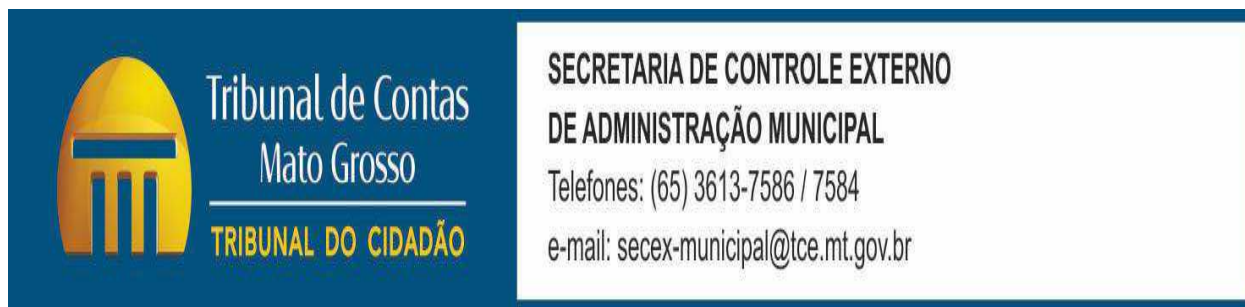 Tribunal de Contas
Mato Grosso
TRIBUNAL DO CIDADÃO
SECRETARIA DE CONTROLE EXTERNO
DE ADMINISTRAÇÃO MUNICIPAL
Telefones: (65) 3613-7586 / 7584
e-mail: secex-municipal@tce.mt.gov.br